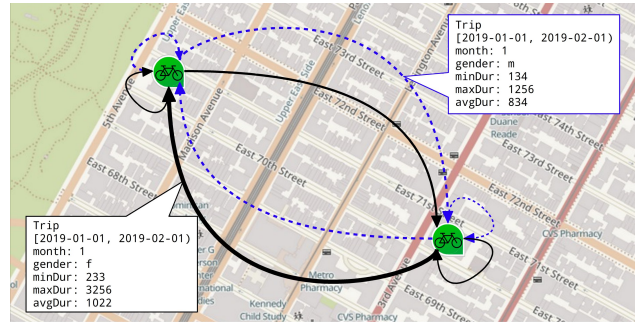 Trip
[2019-01-01, 2019-02-01)
month: 1
gender: m
minDur: 134
maxDur: 1256
avgDur: 834
Upper East Side
East 73rd Street
East 72nd Street
East 74th Street
Duane
Reade
East 73rd Street
5th Avenue
Madison Avenue
East 70th Street
East 68th Street
East 71st Street
East 72nd Street
CVS Pharmacy
Trip
[2019-01-01, 2019-02-01)
month: 1
gender: f
minDur: 233
maxDur: 3256
avgDur: 1022
Metro
Pharmacy
3rd Avenue
East 70th Street
East 69th Street
Kennedy
Child Study
CVS Pharmacy